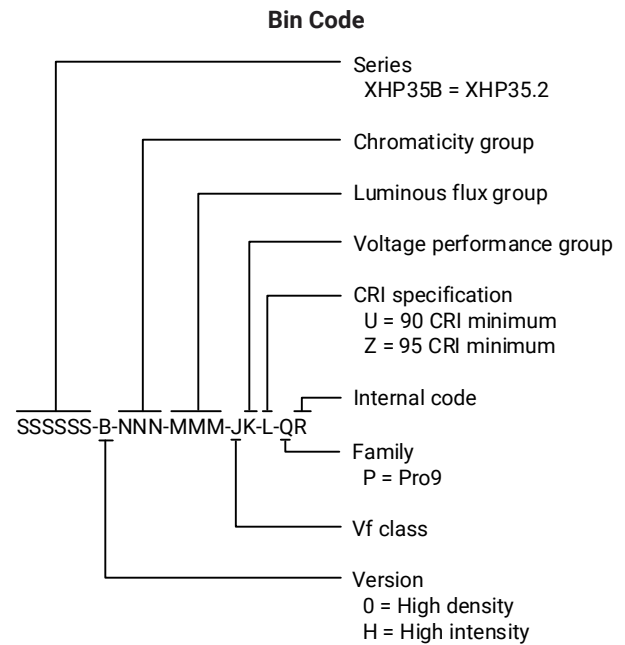 Bin Code
Series
XHP35B = XHP35.2
Chromaticity group
Luminous flux group
Voltage performance group
CRI specification
U = 90 CRI minimum
Z = 95 CRI minimum
Internal code
SSSSSS-B-NNN-MMM-JK-L-QR
Family
P = Pro9
Vf class
Version
0 = High density
H = High intensity